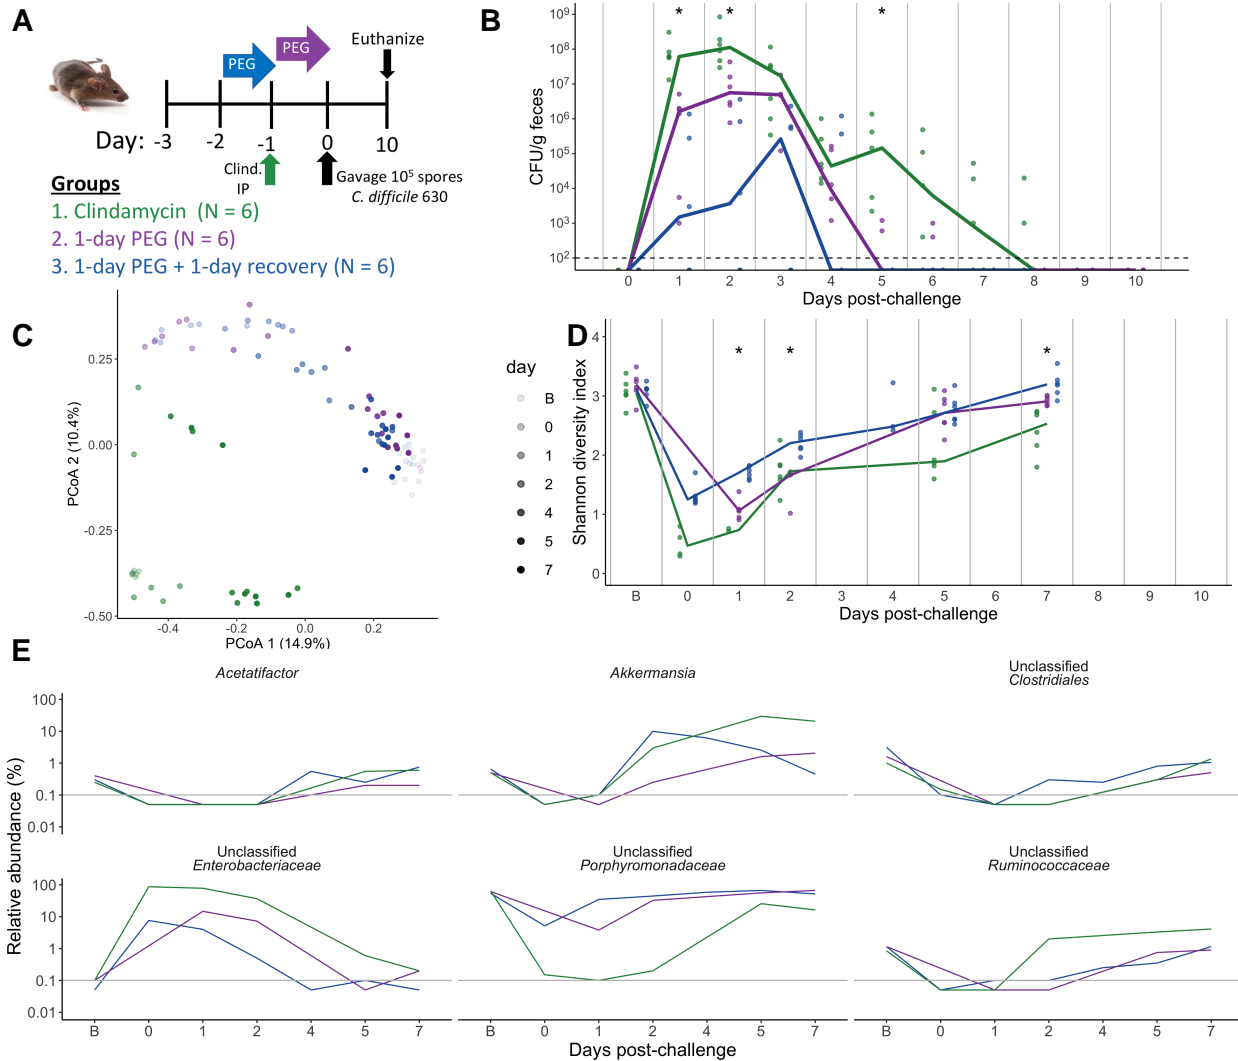 A
PEG
PEG
Euthanize
Day: -3 -2 -1 0 10
Clind.
IP
Gavage 10⁵ spores
C. difficile 630
Groups
1. Clindamycin (N = 6)
2. 1-day PEG (N = 6)
3. 1-day PEG + 1-day recovery (N = 6)
B
* * *
CFU/g feces
10⁹
10⁸
10⁷
10⁶
10⁵
10⁴
10³
10²
0 1 2 3 4 5 6 7 8 9 10
Days post-challenge
C
PCoA 2 (10.4%)
0.25
0.00
-0.25
-0.50
-0.4 -0.2 0.0 0.2
PCoA 1 (14.9%)
day
B
0
1
2
4
5
7
D
* * *
Shannon diversity index
4
3
2
1
0
B 0 1 2 3 4 5 7 8 9 10
Days post-challenge
E
Relative abundance (%)
Acetatifactor
Akkermansia
Unclassified
Clostridiales
100
10
1
0.1
0.01
Unclassified
Enterobacteriaceae
Unclassified
Porphyromonadaceae
Unclassified
Ruminococcaceae
100
10
1
0.1
0.01
B 0 1 2 4 5 7
B 0 1 2 4 5 7
B 0 1 2 4 5 7
Days post-challenge